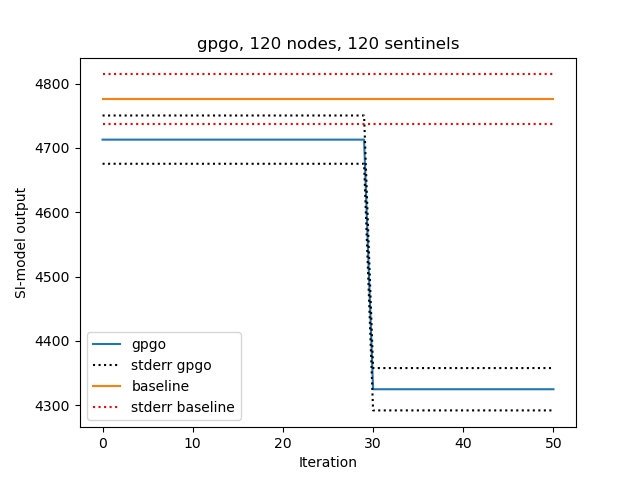 gpgo, 120 nodes, 120 sentinels
4800
4700
4600
4500
4400
4300
SI-model output
gpgo
stderr gpgo
baseline
stderr baseline
0 10 20 30 40 50
Iteration